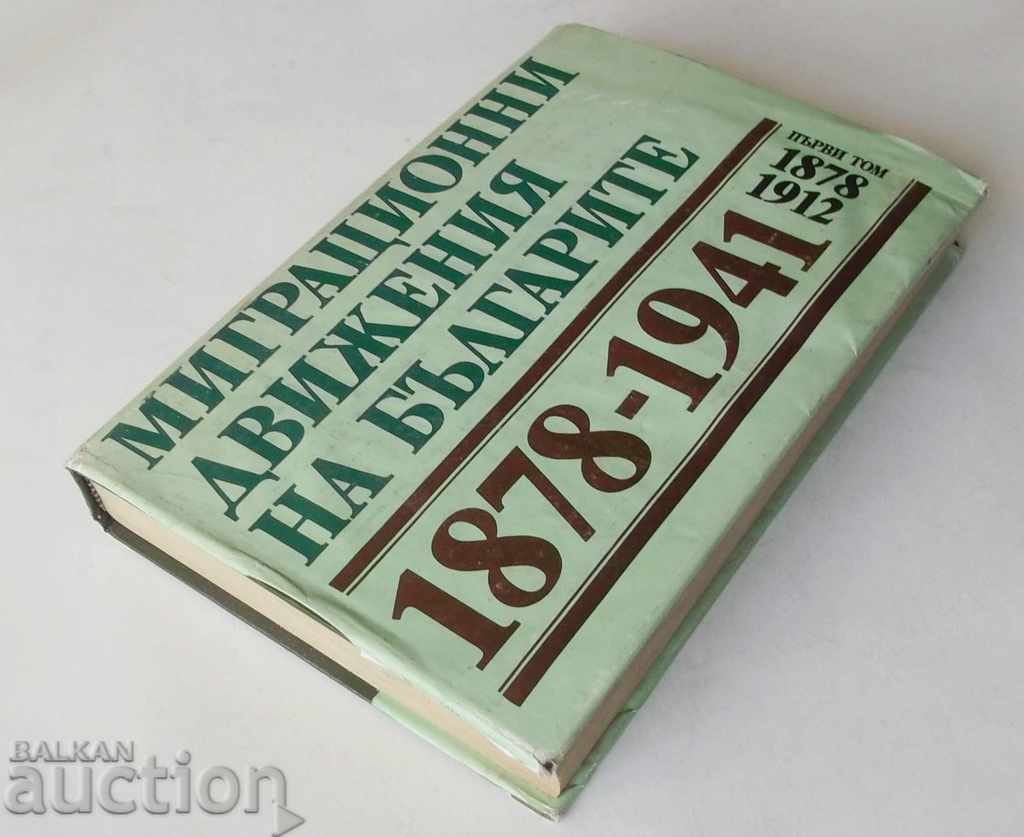 МИГРАЦИОННИ
ДВИЖЕНИЯ
НА БЪЛГАРИТЕ
1878-1941
ПЪРВИ ТОМ
1878
1912
BALKAN
auction